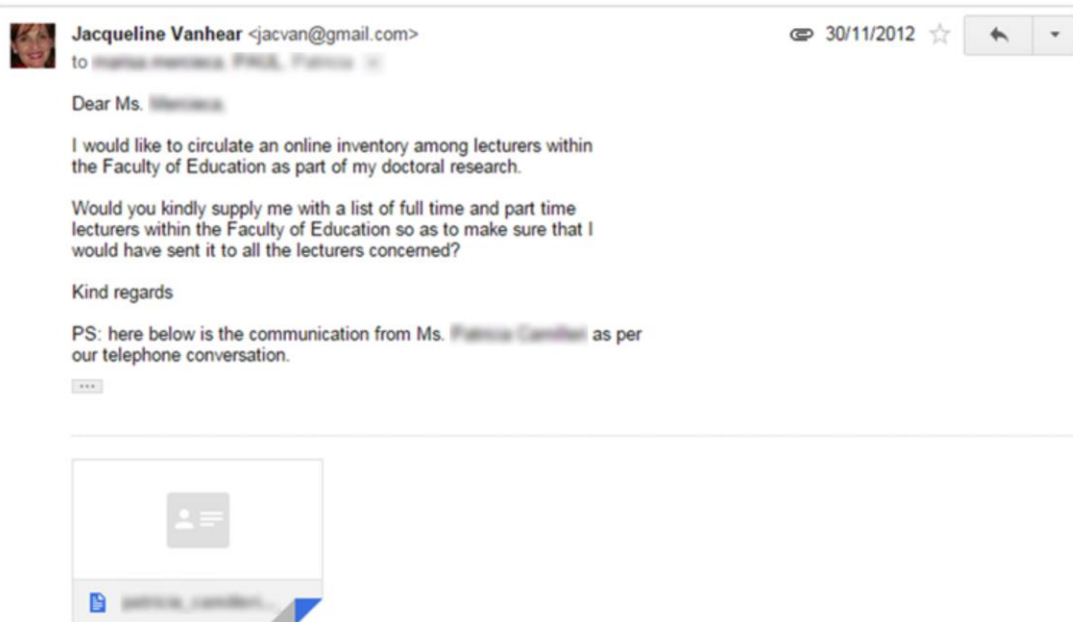 Jacqueline Vanhear <jacvan@gmail.com>
30/11/2012
to
Dear Ms.
I would like to circulate an online inventory among lecturers within
the Faculty of Education as part of my doctoral research.
Would you kindly supply me with a list of full time and part time
lecturers within the Faculty of Education so as to make sure that I
would have sent it to all the lecturers concerned?
Kind regards
PS: here below is the communication from Ms. as per
our telephone conversation.